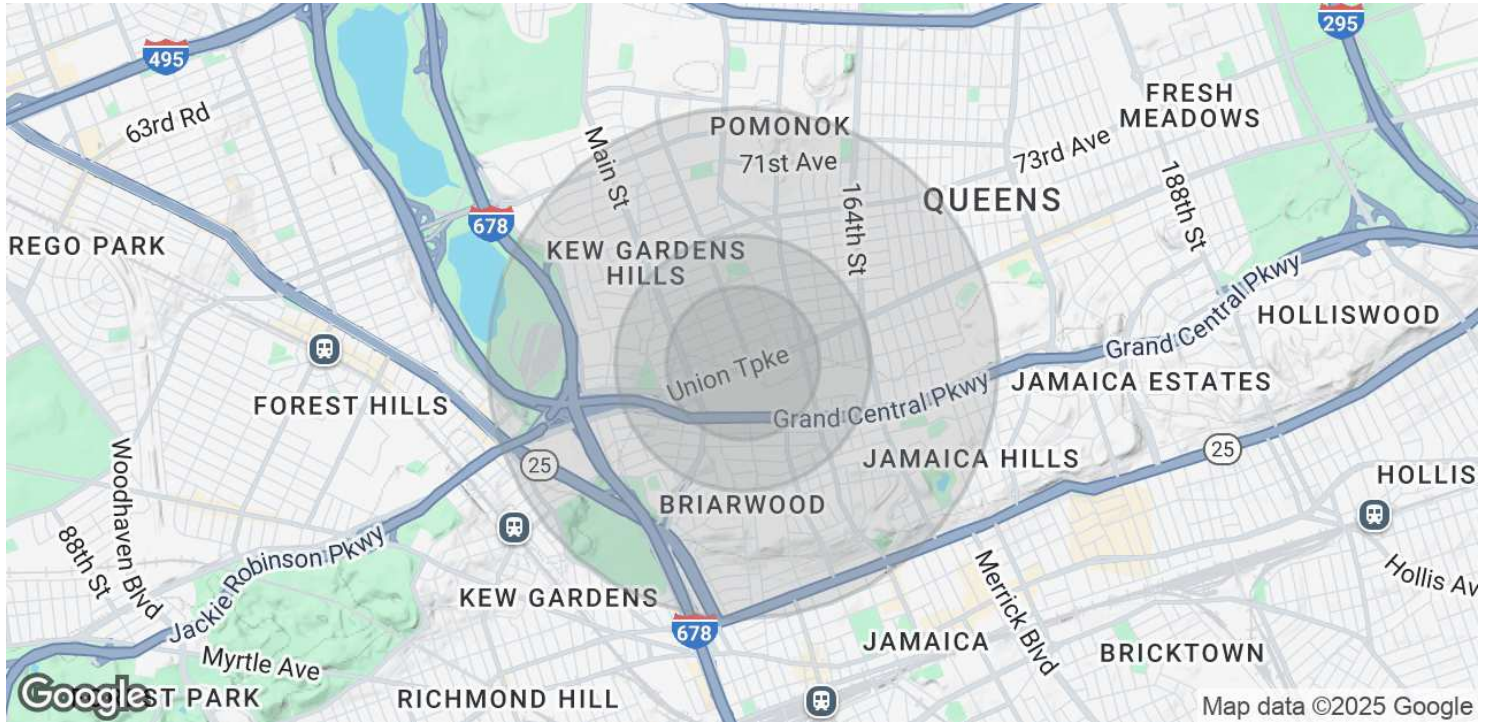 495
295
63rd Rd
Main St
POMONOK
71st Ave
164th St
FRESH
MEADOWS
73rd Ave
188th St
QUEENS
678
REGO PARK
KEW GARDENS
HILLS
Grand Central Pkwy
HOLLISWOOD
Union Tpke
FOREST HILLS
Grand Central Pkwy
JAMAICA ESTATES
Woodhaven Blvd
25
JAMAICA HILLS
25
HOLLIS
BRIARWOOD
88th St
Jackie Robinson Pkwy
KEW GARDENS
Merrick Blvd
Hollis Av
678
JAMAICA
BRICKTOWN
Myrtle Ave
Google
ST PARK
RICHMOND HILL
Map data ©2025 Google